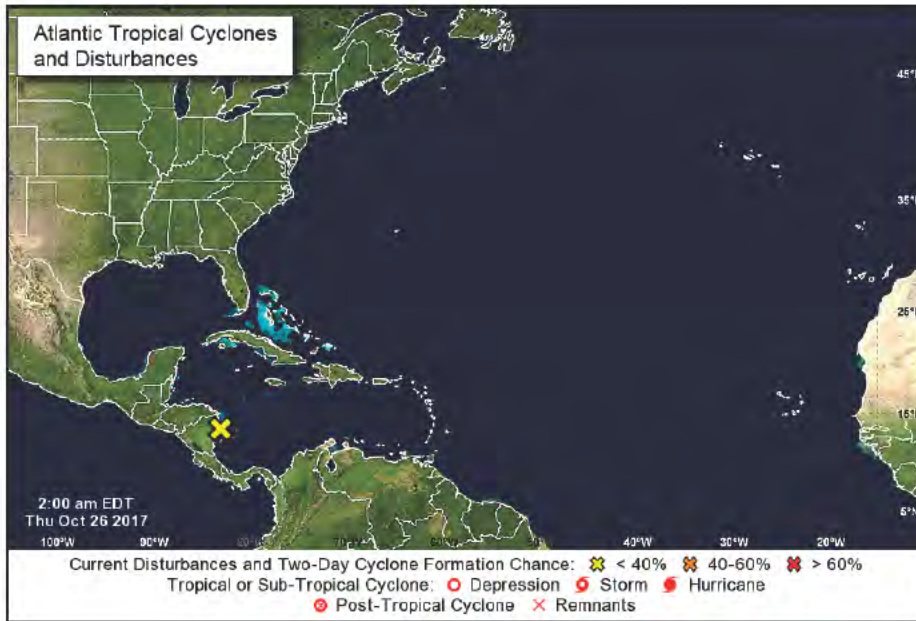 Atlantic Tropical Cyclones
and Disturbances
45°
35°
25°
15°
5°N
2:00 am EDT
Thu Oct 26 2017
100°W 90°W 40°W 30°W 20°W
Current Disturbances and Two-Day Cyclone Formation Chance: < 40% 40-60% > 60%
Tropical or Sub-Tropical Cyclone: Depression Storm Hurricane
Post-Tropical Cyclone Remnants